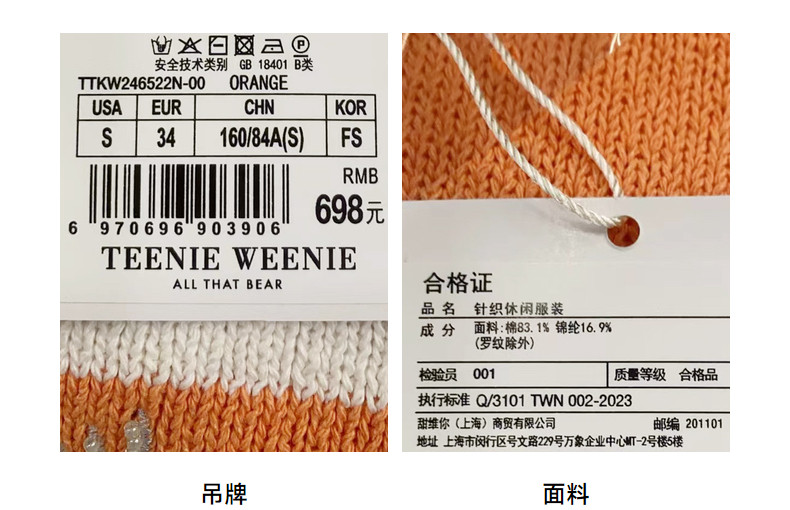 安全技术类别 GB 18401 B类
TTKW246522N-00 ORANGE
USA EUR CHN KOR
S 34 160/84A(S) FS
RMB
698元
6 970696 903906
TEENIE WEENIE
ALL THAT BEAR
合格证
品名 针织休闲服装
成分 面料:棉83.1% 锦纶16.9%
(罗纹除外)
检验员 001 质量等级 合格品
执行标准 Q/3101 TWN 002-2023
甜维你（上海）商贸有限公司 邮编 201101
地址 上海市闵行区号文路229号万象企业中心MT-2号楼5楼
吊牌
面料